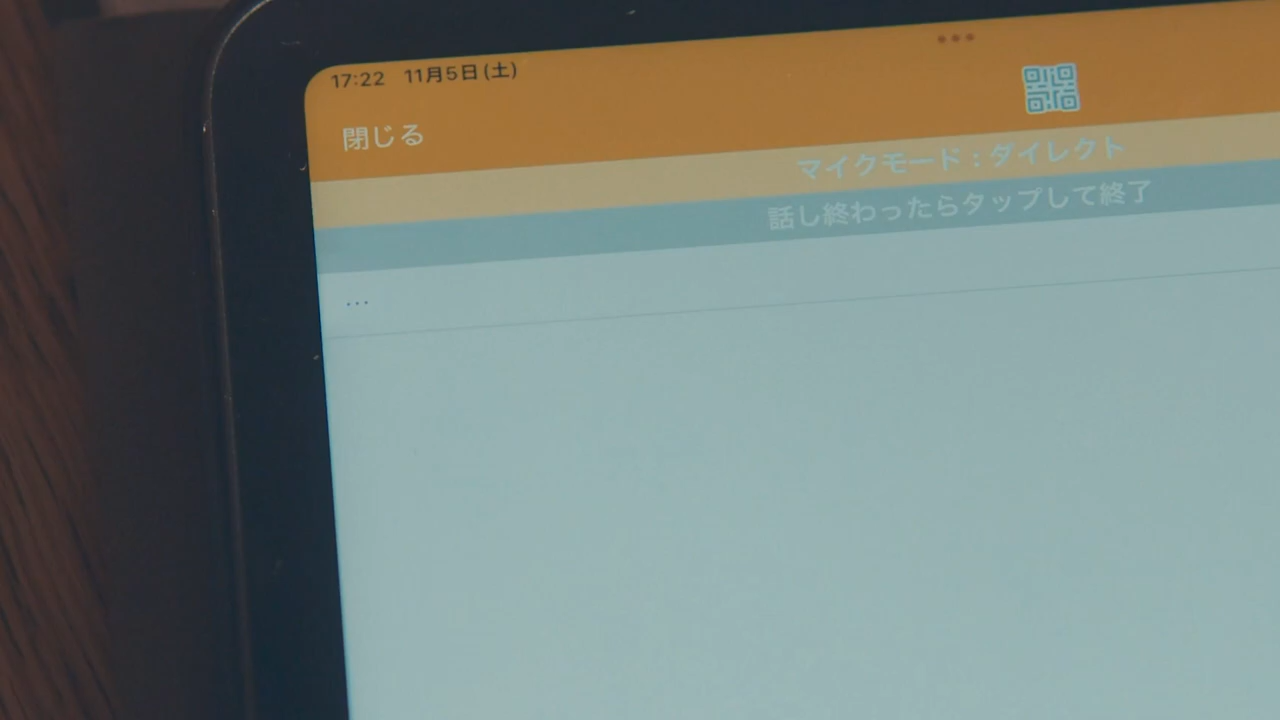 17:22 11月5日(土)
閉じる
マイクモード：ダイレクト
話し終わったらタップして終了
...